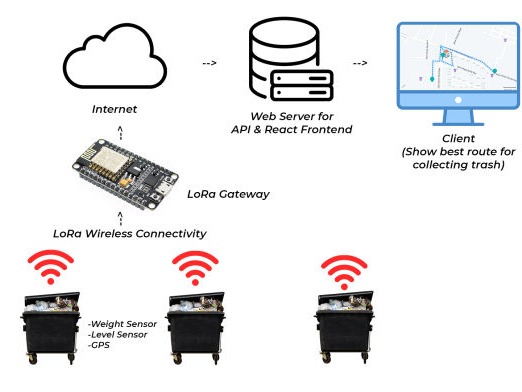 Internet
-->
-->
Web Server for
API & React Frontend
Client
(Show best route for
collecting trash)
-->
LoRa Gateway
-->
LoRa Wireless Connectivity
-Weight Sensor
-Level Sensor
-GPS